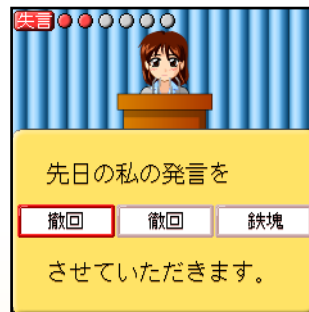 失言
先日の私の発言を
撤回 徹回 鉄塊
させていただきます。